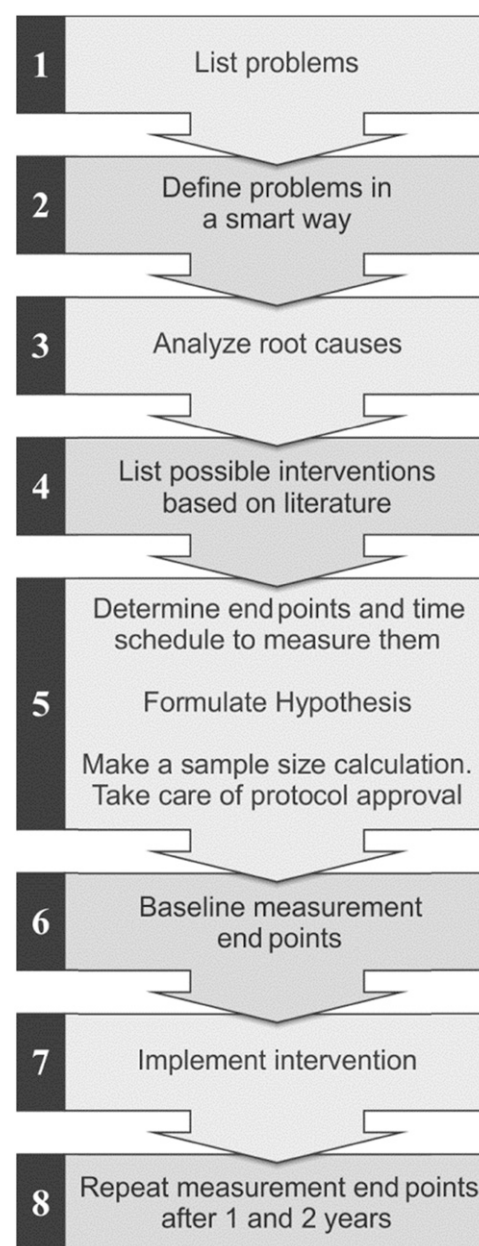 1
List problems
2
Define problems in
a smart way
3
Analyze root causes
4
List possible interventions
based on literature
5
Determine end points and time
schedule to measure them
Formulate Hypothesis
Make a sample size calculation.
Take care of protocol approval
6
Baseline measurement
end points
7
Implement intervention
8
Repeat measurement end points
after 1 and 2 years